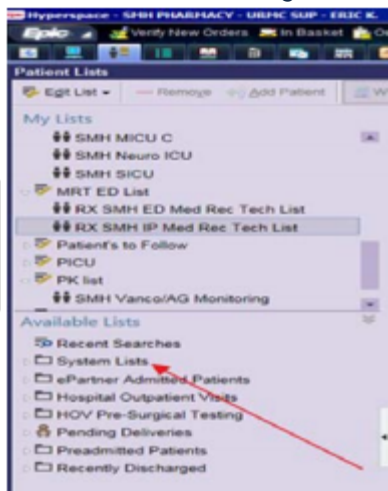 Hyperspace - SMH PHARMACY - URMC SUP - ERIC K.
Epic Verify New Orders In Basket
Patient Lists
Edit List Remove Add Patient
My Lists
SMH MICU C
SMH Neuro ICU
SMH SICU
MRT ED List
RX SMH ED Med Rec Tech List
RX SMH IP Med Rec Tech List
Patient's to Follow
PICU
PK list
SMH Vanco/AG Monitoring
Available Lists
Recent Searches
System Lists
ePartner Admitted Patients
Hospital Outpatient Visits
HOV Pre-Surgical Testing
Pending Deliveries
Preadmitted Patients
Recently Discharged